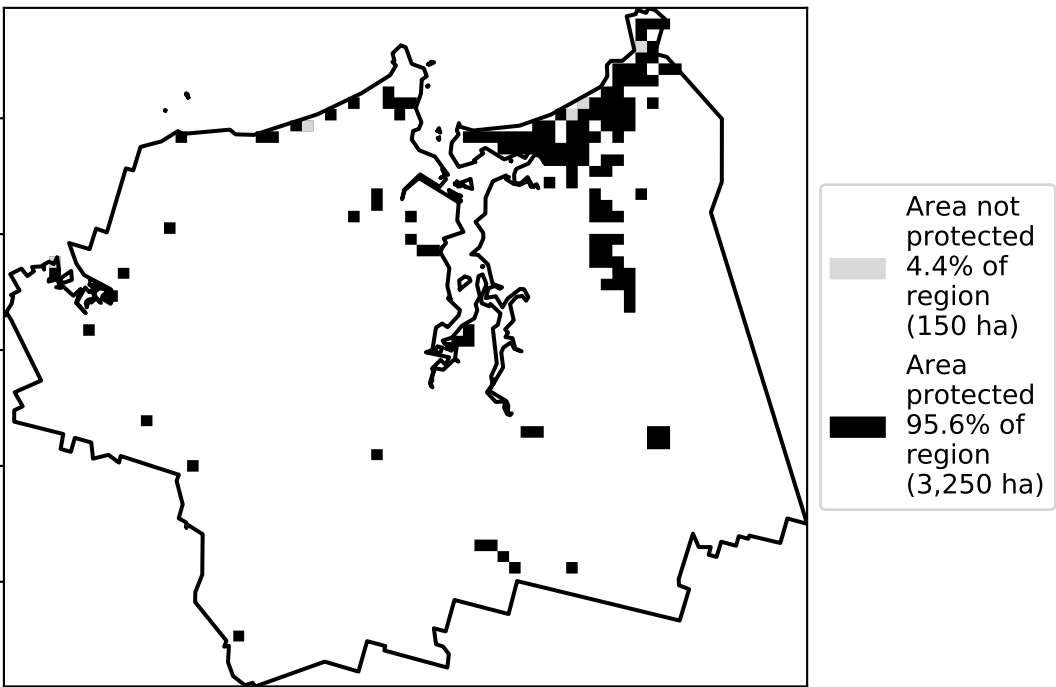 Area not
protected
4.4% of
region
(150 ha)
Area
protected
95.6% of
region
(3,250 ha)